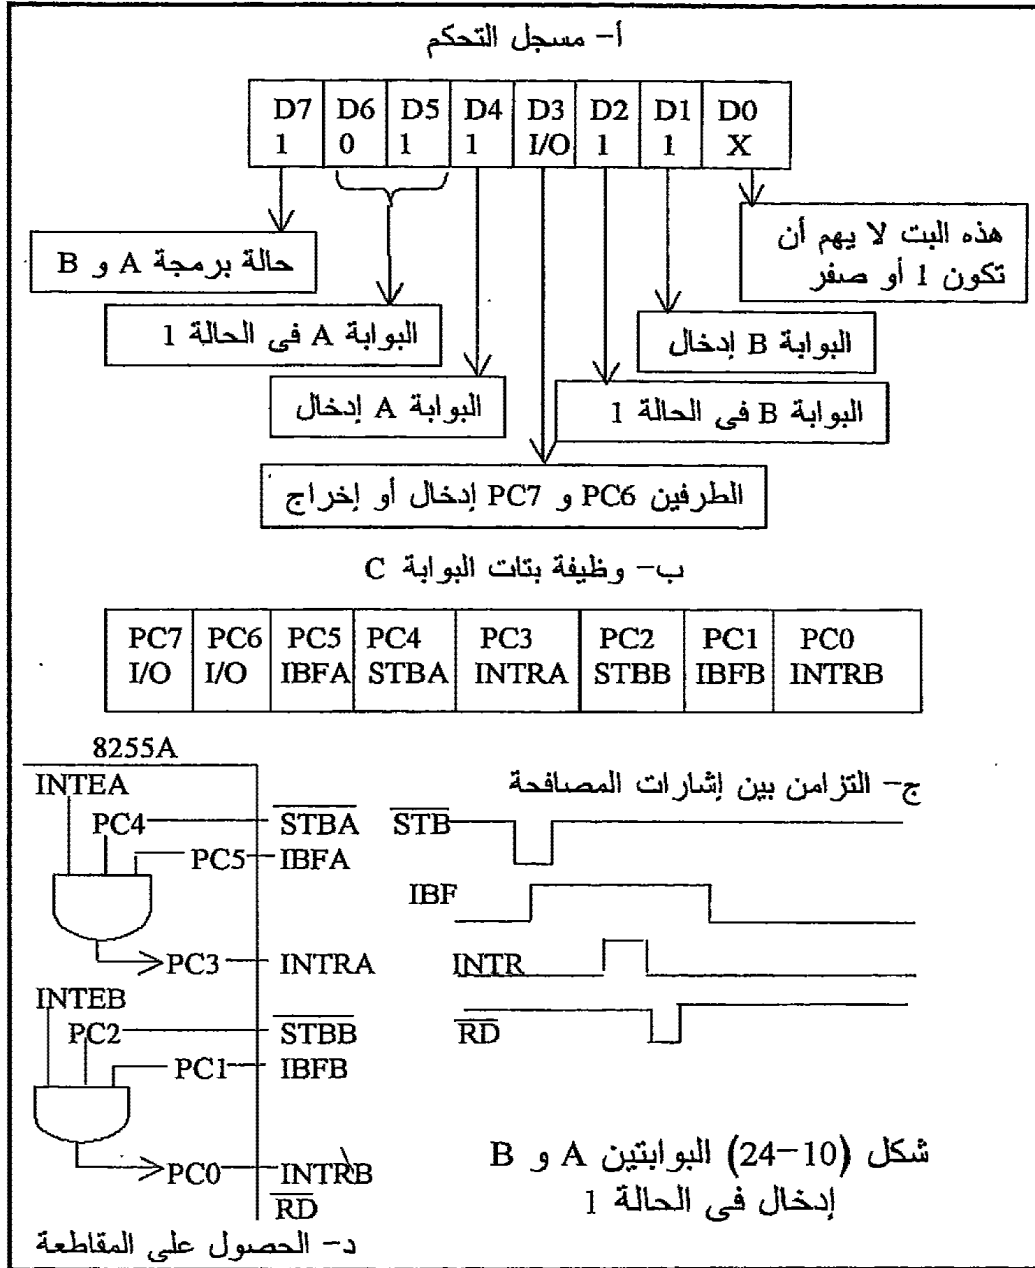 أ- مسجل التحكم
D7 D6 D5 D4 D3 D2 D1 D0
1 0 1 1 I/O 1 1 X
هذه البت لا يهم أن
تكون 1 أو صفر
حالة برمجة A و B
البوابة A فى الحالة 1
البوابة B إدخال
البوابة A إدخال
البوابة B فى الحالة 1
الطرفين PC6 و PC7 إدخال أو إخراج
ب- وظيفة بتات البوابة C
PC7 PC6 PC5 PC4 PC3 PC2 PC1 PC0
I/O I/O IBFA STBA INTRA STBB IBFB INTRB
8255A
INTEA
PC4 STBA
PC5 IBFA
PC3 INTRA
INTEB
PC2 STBB
PC1 IBFB
PC0 INTRB
RD
د- الحصول على المقاطعة
ج- التزامن بين إشارات المصافحة
STB
IBF
INTR
RD
شكل (10-24) البوابتين A و B
إدخال فى الحالة 1